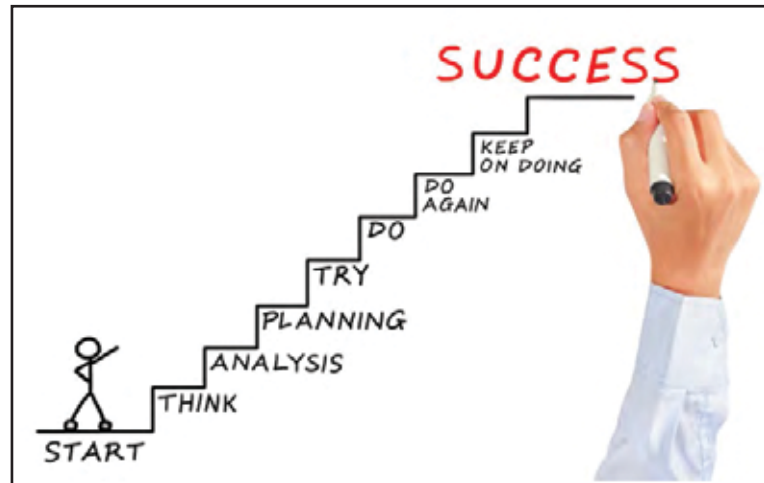 SUCCESS
KEEP
ON DOING
DO
AGAIN
DO
TRY
PLANNING
ANALYSIS
THINK
START